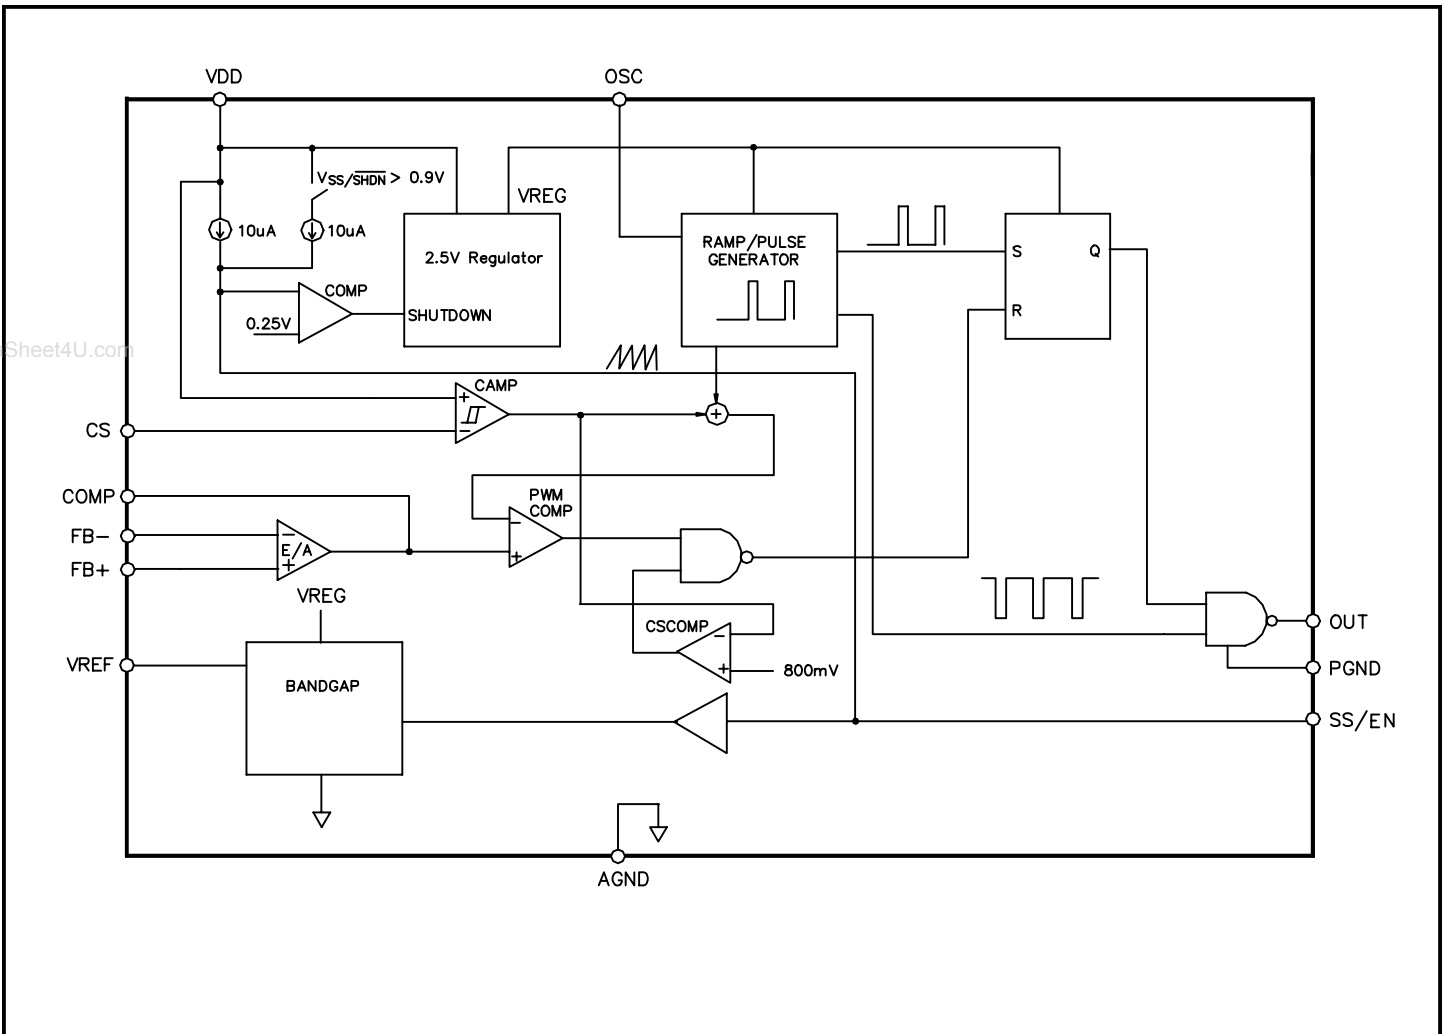 VDD
OSC
VSS/SHDN > 0.9V
VREG
10uA
10uA
2.5V Regulator
RAMP/PULSE
GENERATOR
S
Q
R
COMP
0.25V
SHUTDOWN
Sheet4U.com
CAMP
+
−
+
CS
COMP
PWM
COMP
−
+
FB−
−
E/A
FB+
+
VREG
CSCOMP
−
+
800mV
OUT
PGND
VREF
BANDGAP
SS/EN
AGND